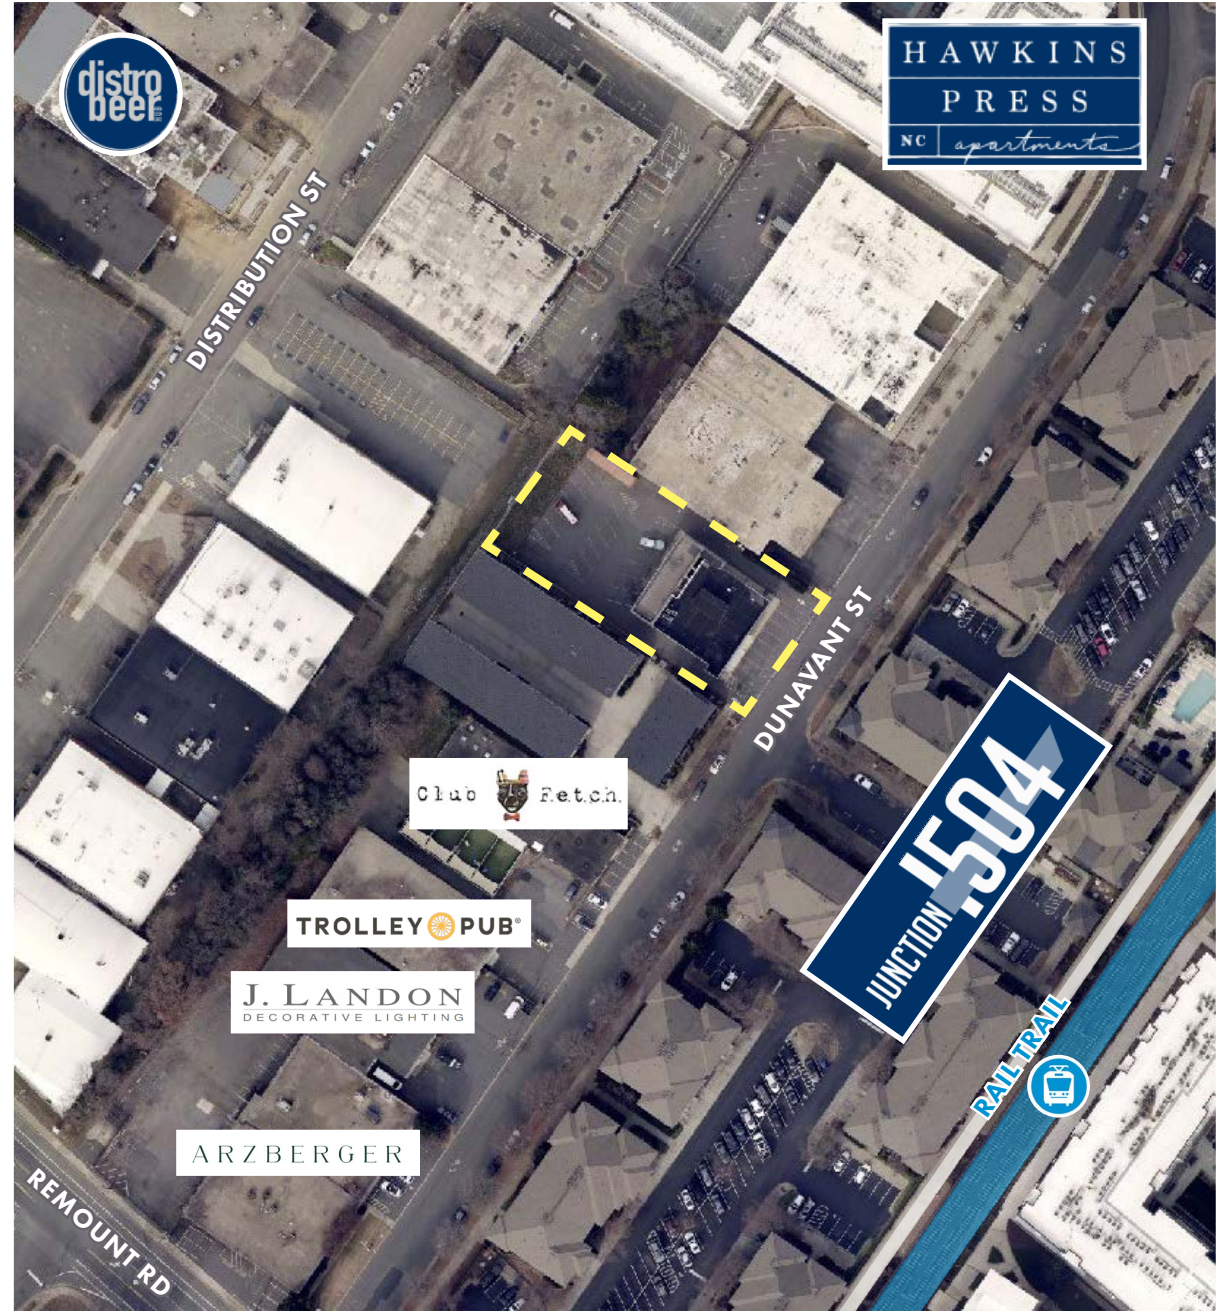 distro
beer
HUB
HAWKINS
PRESS
NC apartments
DISTRIBUTION ST
DUNAVANT ST
Club Fetch
JUNCTION 1504
TROLLEY PUB®
J. LANDON
DECORATIVE LIGHTING
RAIL TRAIL
ARZBERGER
REMOUNT RD